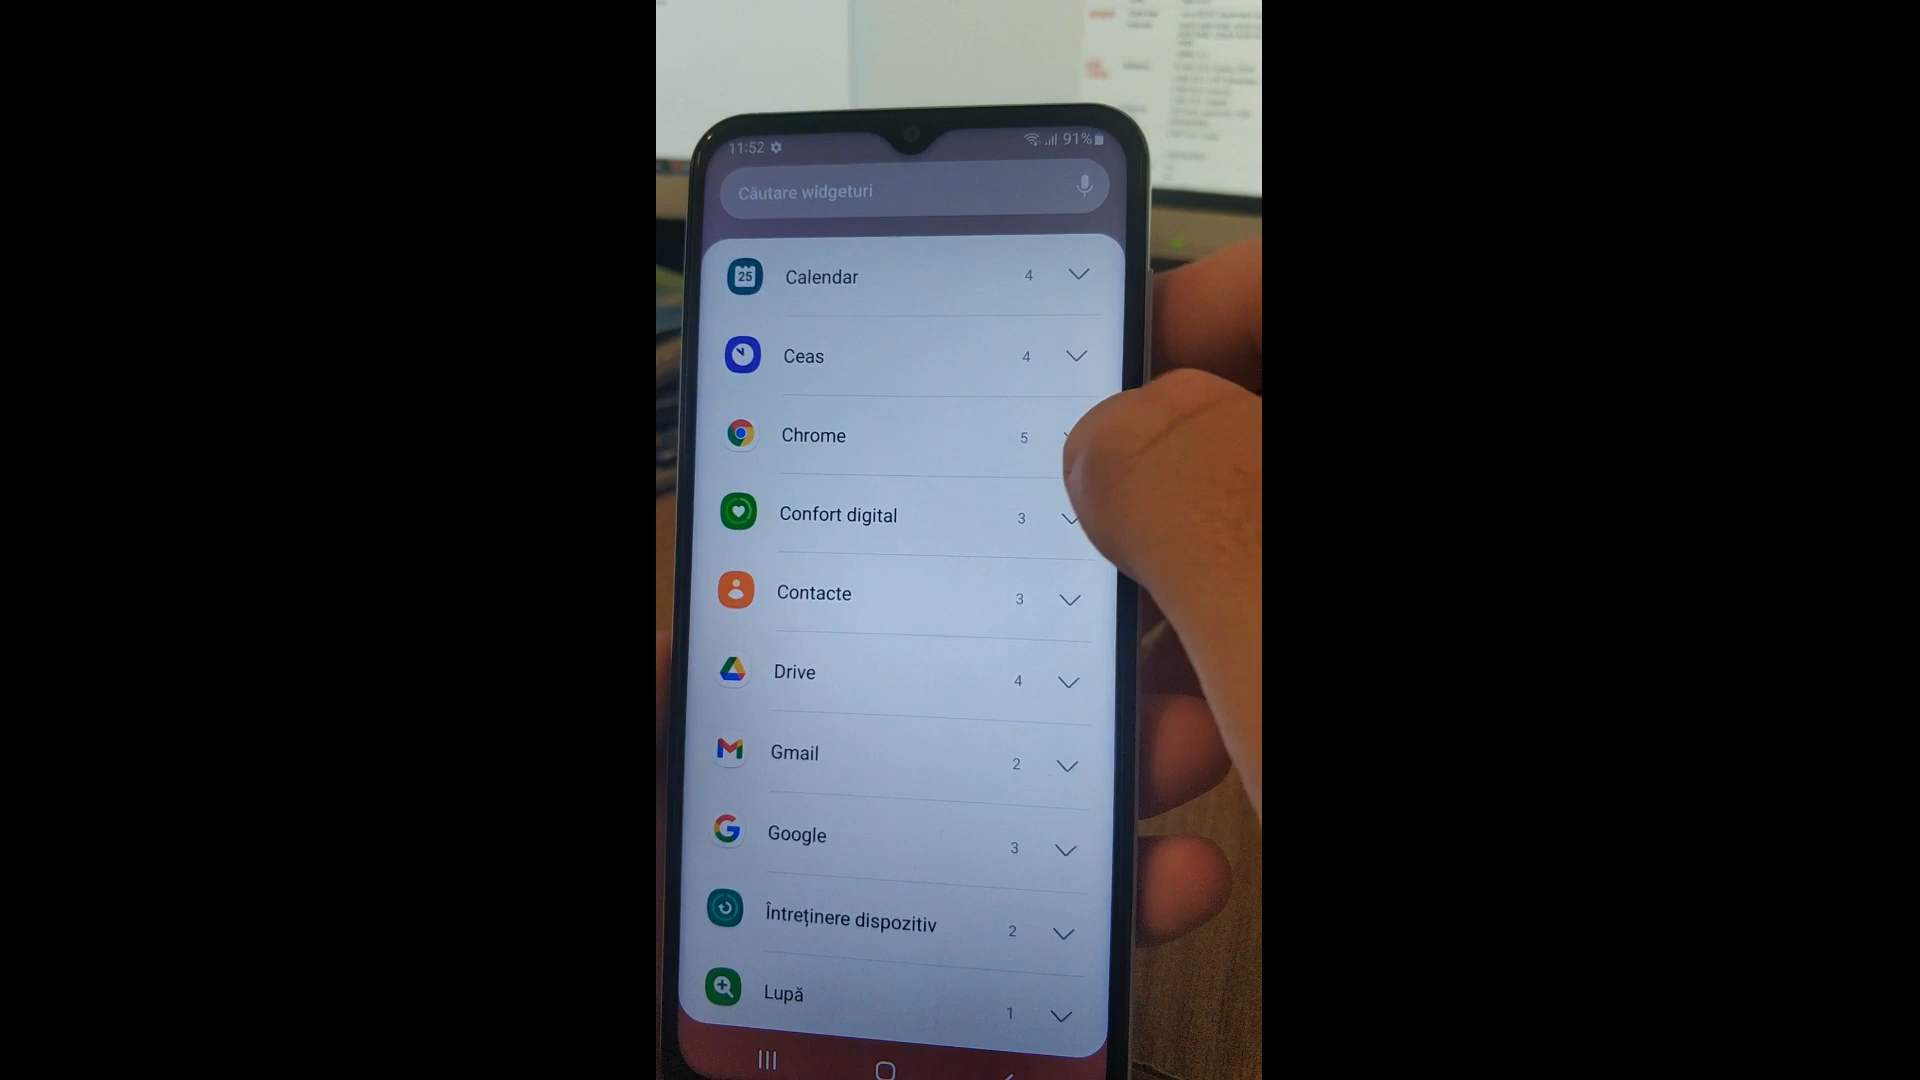 11:52
91%
Căutare widgeturi
25
Calendar 4
Ceas 4
Chrome 5
Confort digital 3
Contacte 3
Drive 4
Gmail 2
Google 3
Întreținere dispozitiv 2
Lupă 1